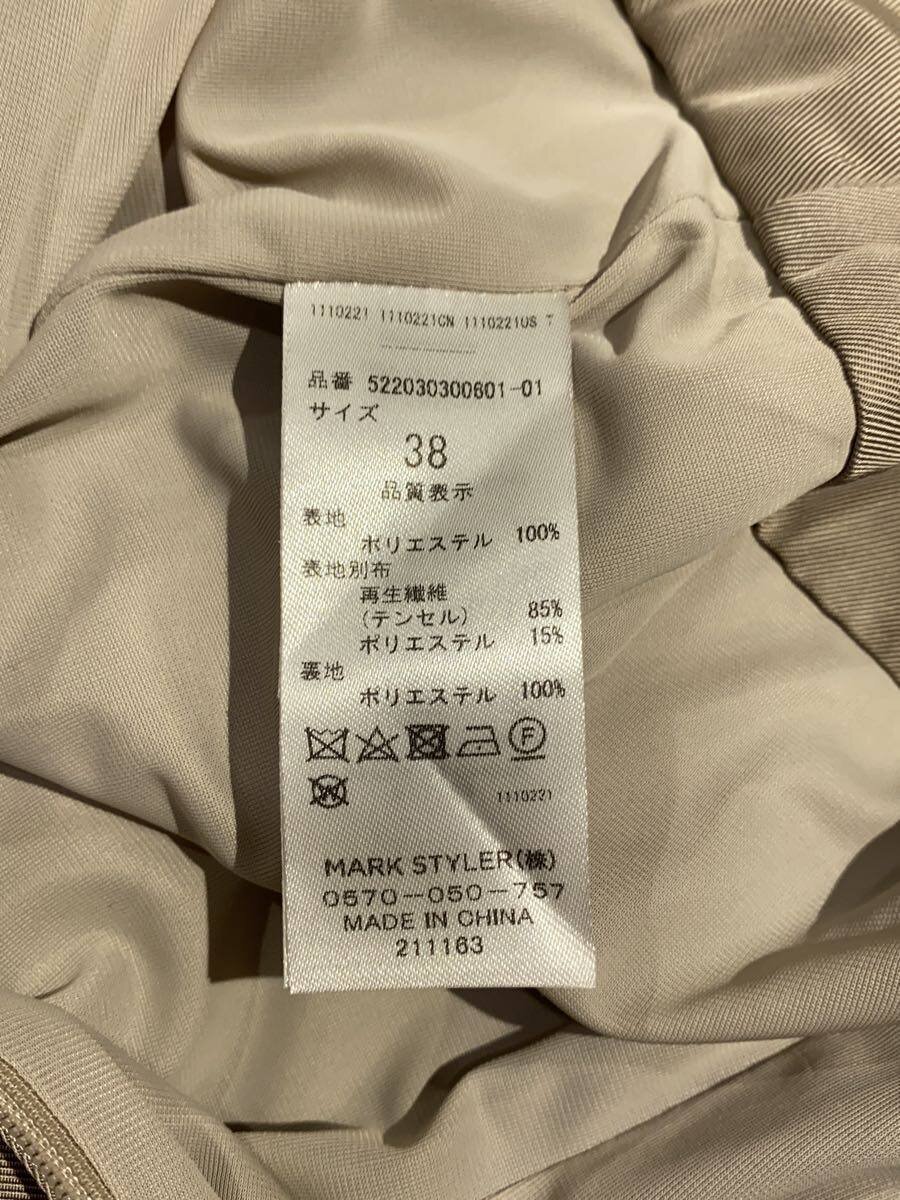 1110221 1110221CN 1110221US T
品番 522030300601-01
サイズ
38
品質表示
表地
ポリエステル 100%
表地別布
再生繊維
(テンセル) 85%
ポリエステル 15%
裏地
ポリエステル 100%
F
W
1110221
MARK STYLER(株)
0570-050-757
MADE IN CHINA
211163